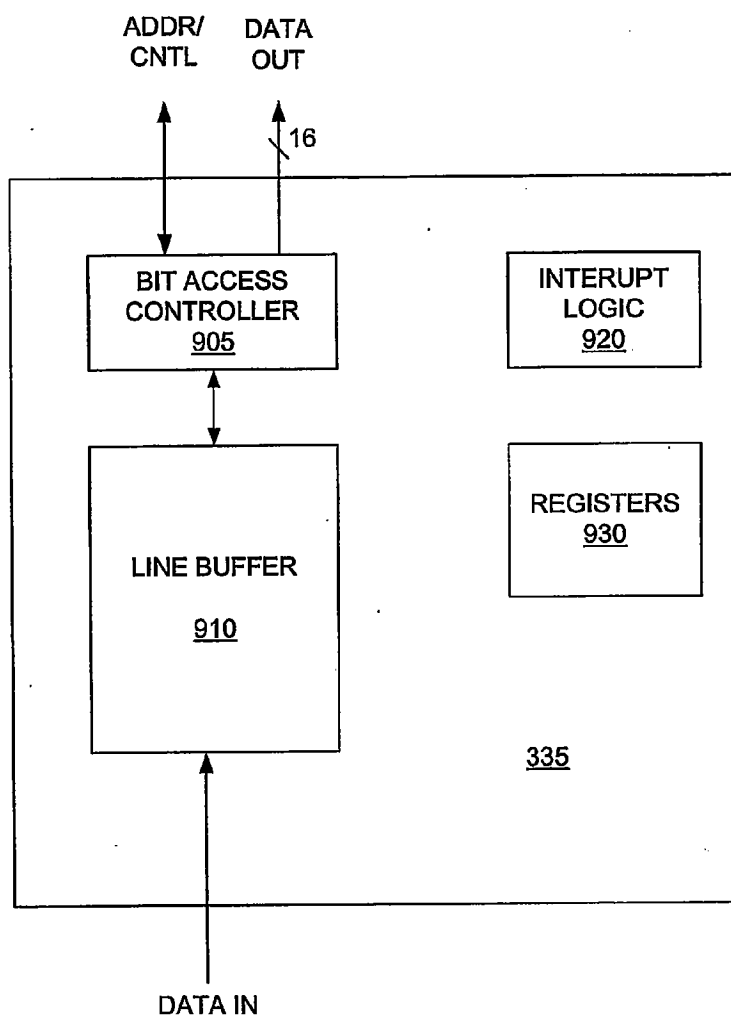 ADDR/
CNTL
DATA
OUT
16
BIT ACCESS
CONTROLLER
905
INTERUPT
LOGIC
920
LINE BUFFER
910
REGISTERS
930
335
DATA IN